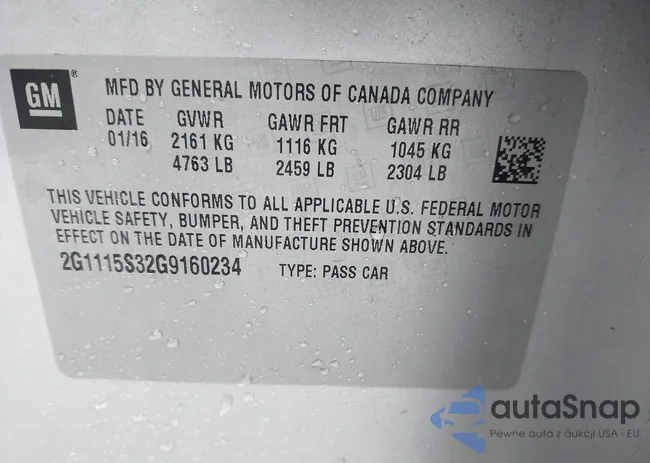 GM
MFD BY GENERAL MOTORS OF CANADA COMPANY
DATE GVWR GAWR FRT GAWR RR
01/16 2161 KG 1116 KG 1045 KG
4763 LB 2459 LB 2304 LB
THIS VEHICLE CONFORMS TO ALL APPLICABLE U.S. FEDERAL MOTOR
VEHICLE SAFETY, BUMPER, AND THEFT PREVENTION STANDARDS IN
EFFECT ON THE DATE OF MANUFACTURE SHOWN ABOVE.
2G1115S32G9160234 TYPE: PASS CAR
autaSnap
Pewne auta z aukcji USA i EU